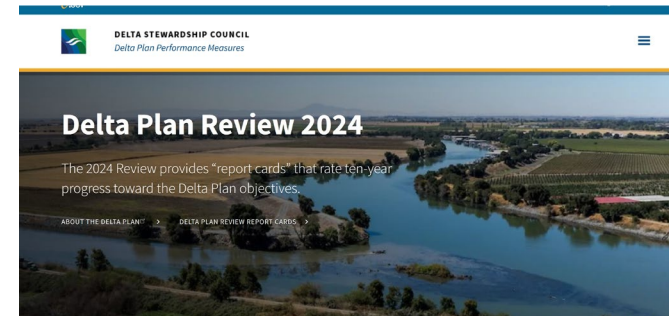 DELTA STEWARDSHIP COUNCIL
Delta Plan Performance Measures
Delta Plan Review 2024
The 2024 Review provides “report cards” that rate ten-year
progress toward the Delta Plan objectives.
ABOUT THE DELTA PLAN > DELTA PLAN REVIEW REPORT CARDS >